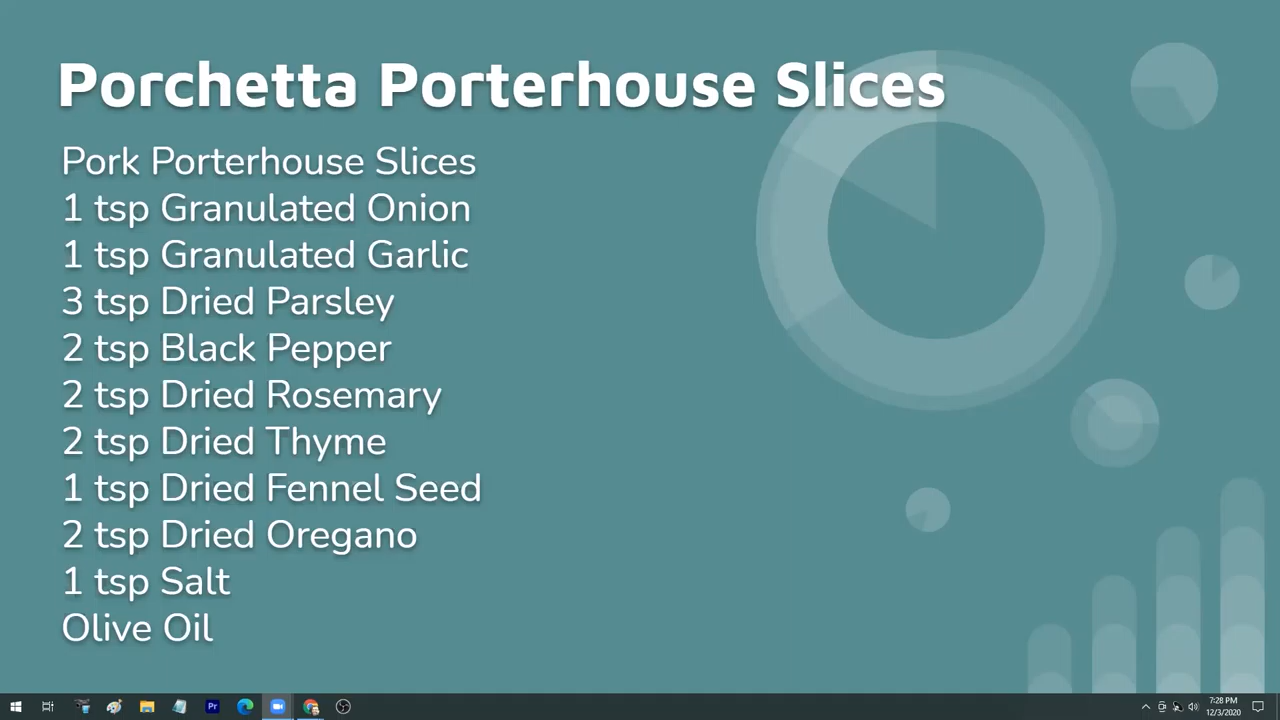 Porchetta Porterhouse Slices
Pork Porterhouse Slices
1 tsp Granulated Onion
1 tsp Granulated Garlic
3 tsp Dried Parsley
2 tsp Black Pepper
2 tsp Dried Rosemary
2 tsp Dried Thyme
1 tsp Dried Fennel Seed
2 tsp Dried Oregano
1 tsp Salt
Olive Oil
Pr
7:28 PM
12/3/2020